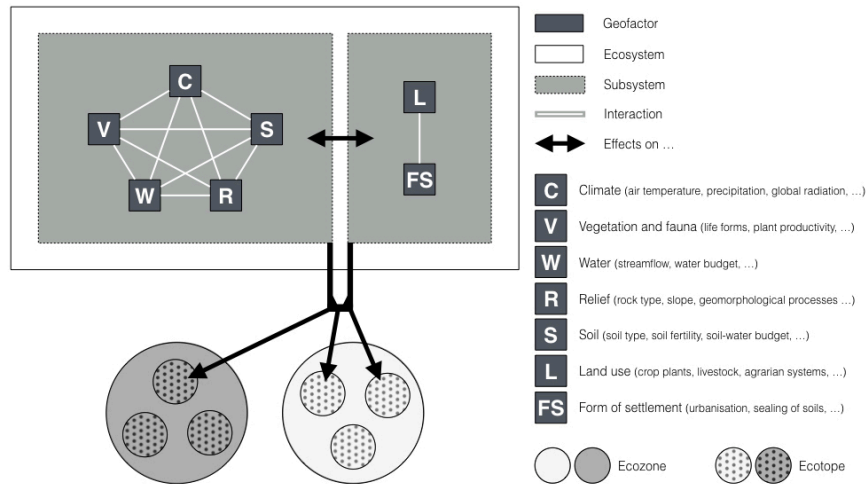 C
V
S
W
R
L
FS
Geofactor
Ecosystem
Subsystem
Interaction
Effects on …
C Climate (air temperature, precipitation, global radiation, …)
V Vegetation and fauna (life forms, plant productivity, …)
W Water (streamflow, water budget, …)
R Relief (rock type, slope, geomorphological processes …)
S Soil (soil type, soil fertility, soil-water budget, …)
L Land use (crop plants, livestock, agrarian systems, …)
FS Form of settlement (urbanisation, sealing of soils, …)
Ecozone Ecotope